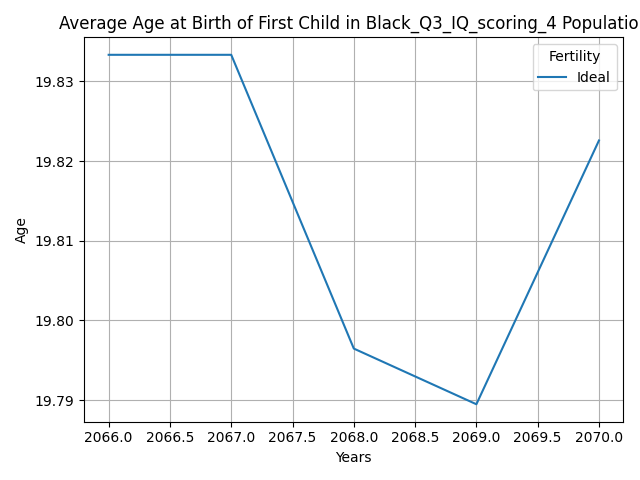 Average Age at Birth of First Child in Black_Q3_IQ_scoring_4 Populatio
Fertility
Ideal
19.83
19.82
19.81
19.80
19.79
Age
2066.0 2066.5 2067.0 2067.5 2068.0 2068.5 2069.0 2069.5 2070.0
Years